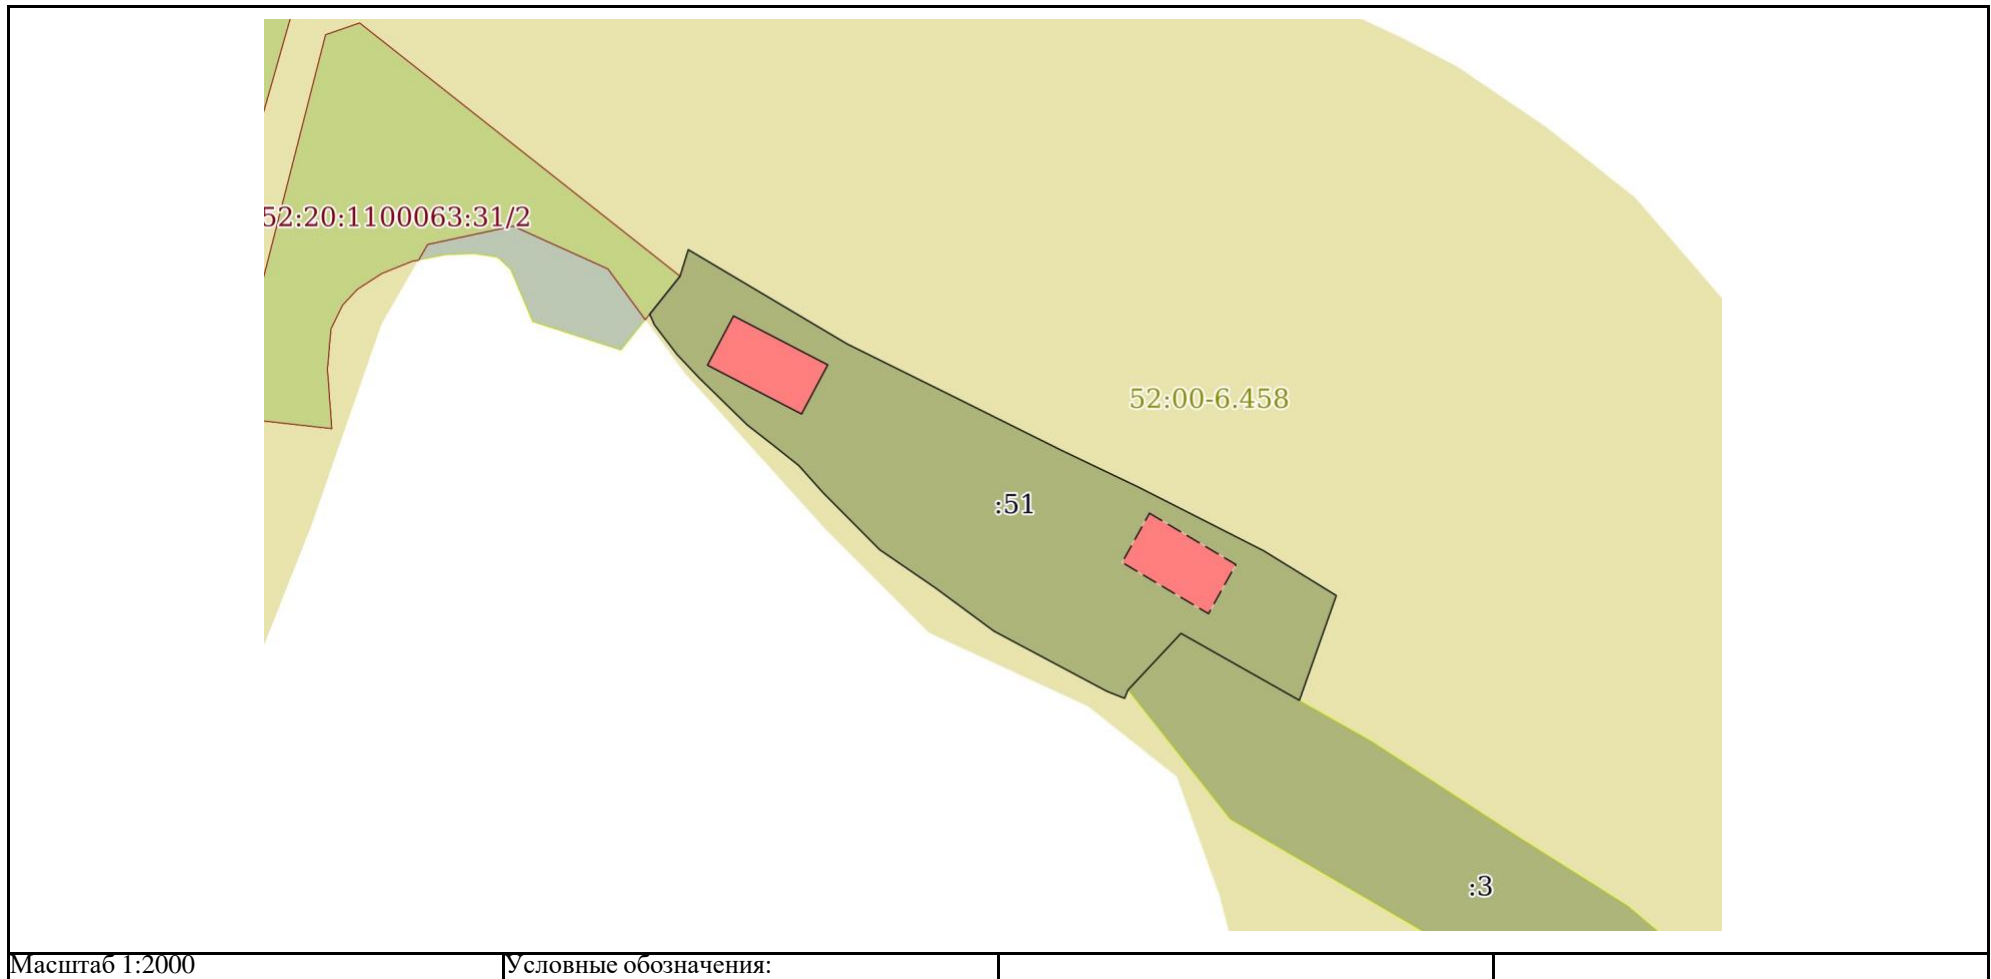 52:20:1100063:31/2
52:00-6.458
:51
:3
Масштаб 1:2000
Условные обозначения: